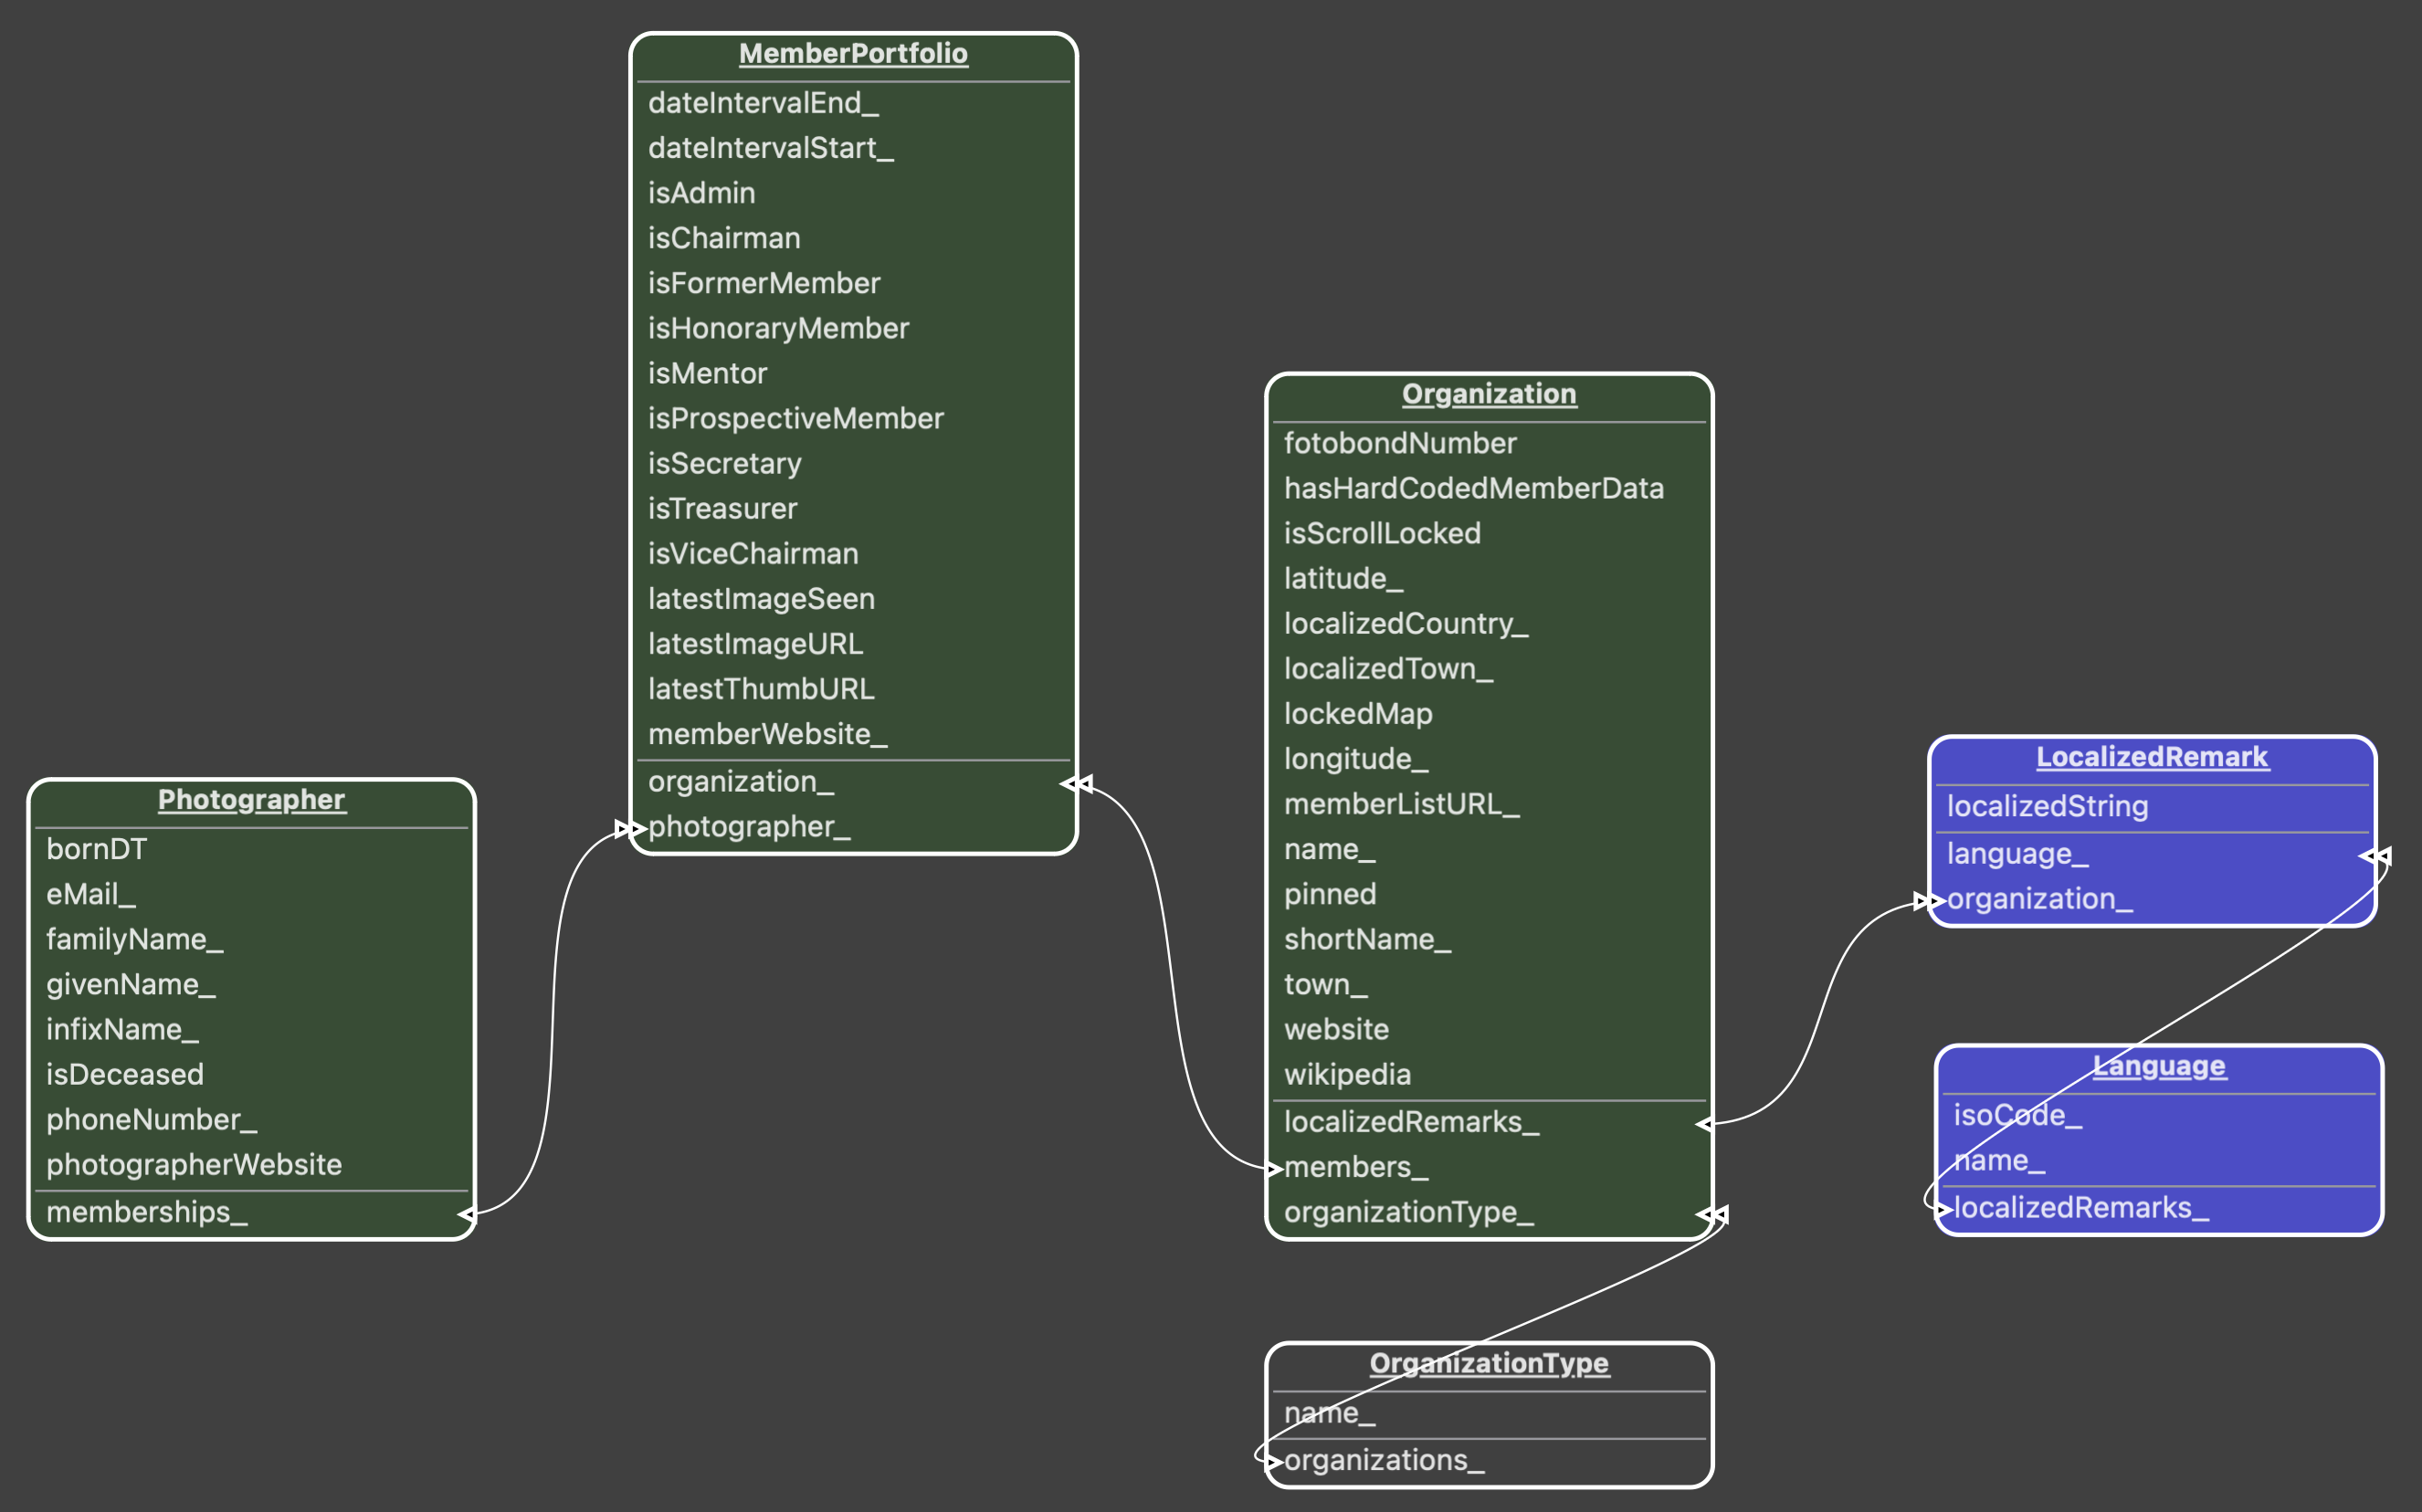 MemberPortfolio
dateIntervalEnd_
dateIntervalStart_
isAdmin
isChairman
isFormerMember
isHonoraryMember
isMentor
isProspectiveMember
isSecretary
isTreasurer
isViceChairman
latestImageSeen
latestImageURL
latestThumbURL
memberWebsite_
organization_
photographer_
Photographer
bornDT
eMail_
familyName_
givenName_
infixName_
isDeceased
phoneNumber_
photographerWebsite
memberships_
Organization
fotobondNumber
hasHardCodedMemberData
isScrollLocked
latitude_
localizedCountry_
localizedTown_
lockedMap
longitude_
memberListURL_
name_
pinned
shortName_
town_
website
wikipedia
localizedRemarks_
members_
organizationType_
LocalizedRemark
localizedString
language_
organization_
Language
isoCode_
name_
localizedRemarks_
OrganizationType
name_
organizations_